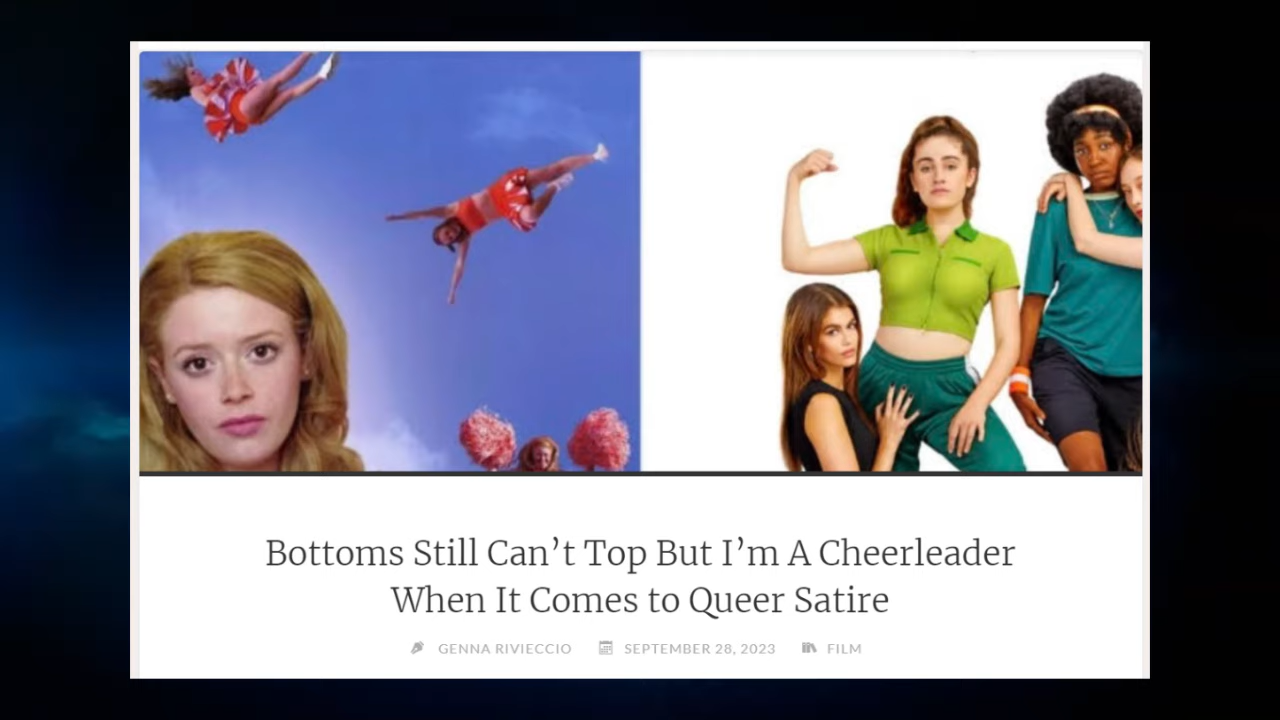 Bottoms Still Can’t Top But I’m A Cheerleader
When It Comes to Queer Satire
GENNA RIVIECCIO SEPTEMBER 28, 2023 FILM